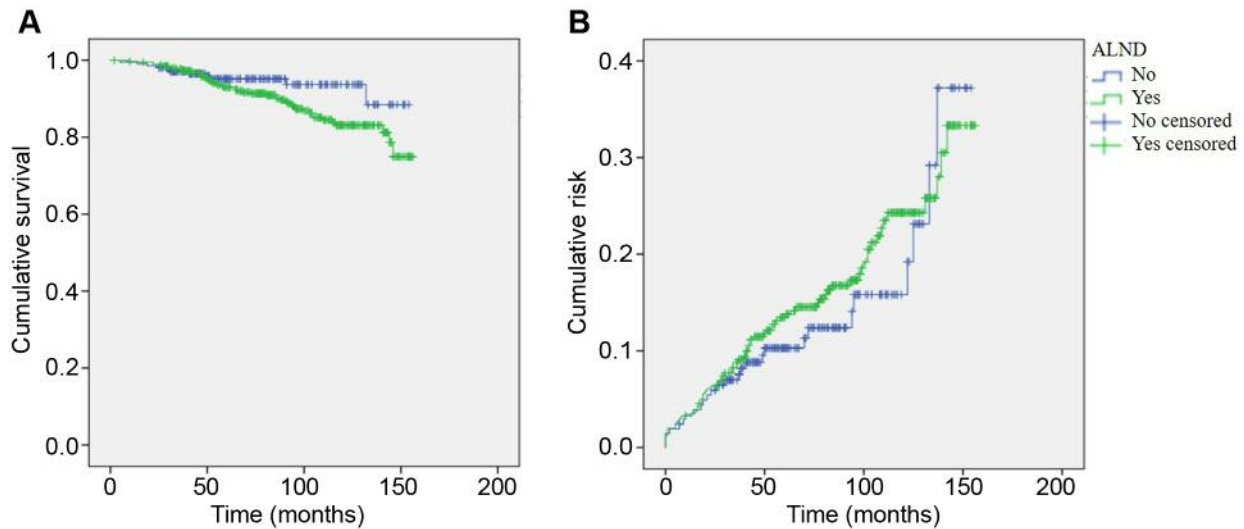 A
Cumulative survival
1.0
0.8
0.6
0.4
0.2
0.0
0 50 100 150 200
Time (months)
B
Cumulative risk
0.4
0.3
0.2
0.1
0.0
0 50 100 150 200
Time (months)
ALND
No
Yes
No censored
Yes censored